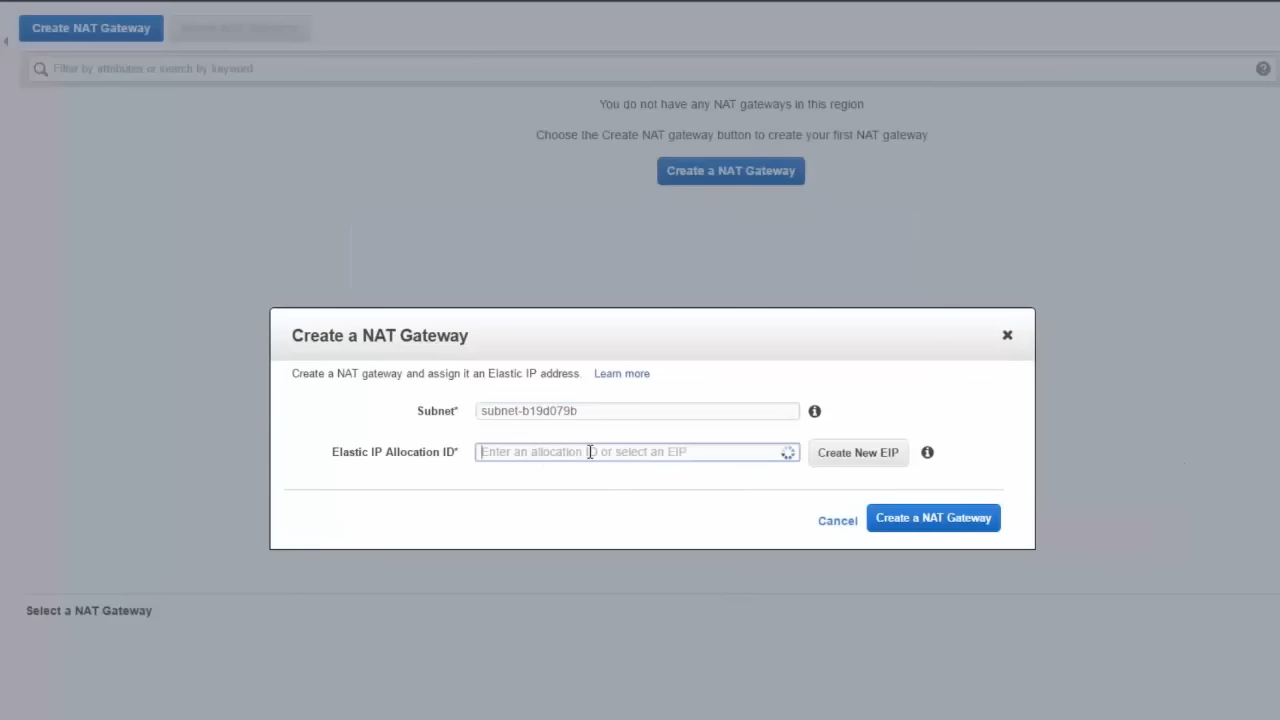 Create NAT Gateway
Filter by attributes or search by keyword
You do not have any NAT gateways in this region
Choose the Create NAT gateway button to create your first NAT gateway
Create a NAT Gateway
Create a NAT Gateway
Create a NAT gateway and assign it an Elastic IP address. Learn more
Subnet* subnet-b19d079b
Elastic IP Allocation ID* Enter an allocation ID or select an EIP Create New EIP
Cancel Create a NAT Gateway
Select a NAT Gateway